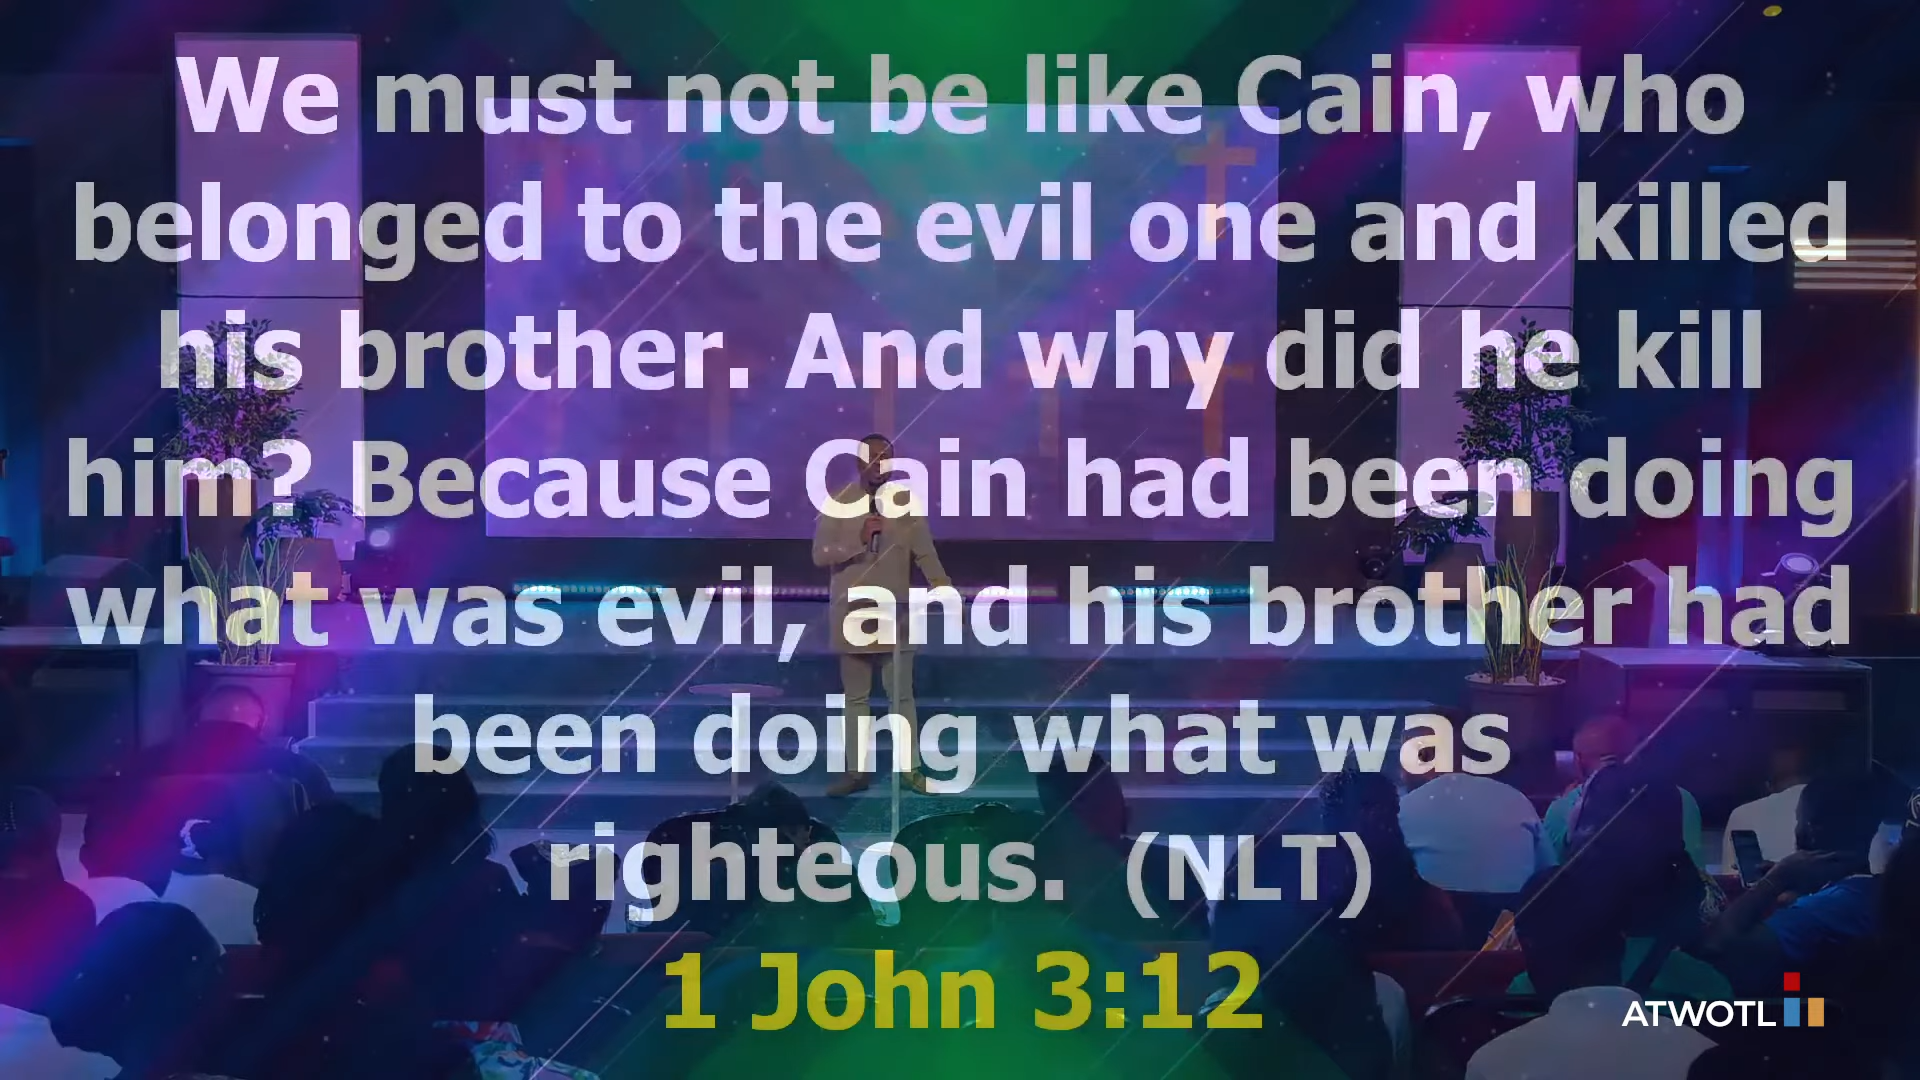 We must not be like Cain, who
belonged to the evil one and killed
his brother. And why did he kill
him? Because Cain had been doing
what was evil, and his brother had
been doing what was
righteous. (NLT)
1 John 3:12
ATWOTL